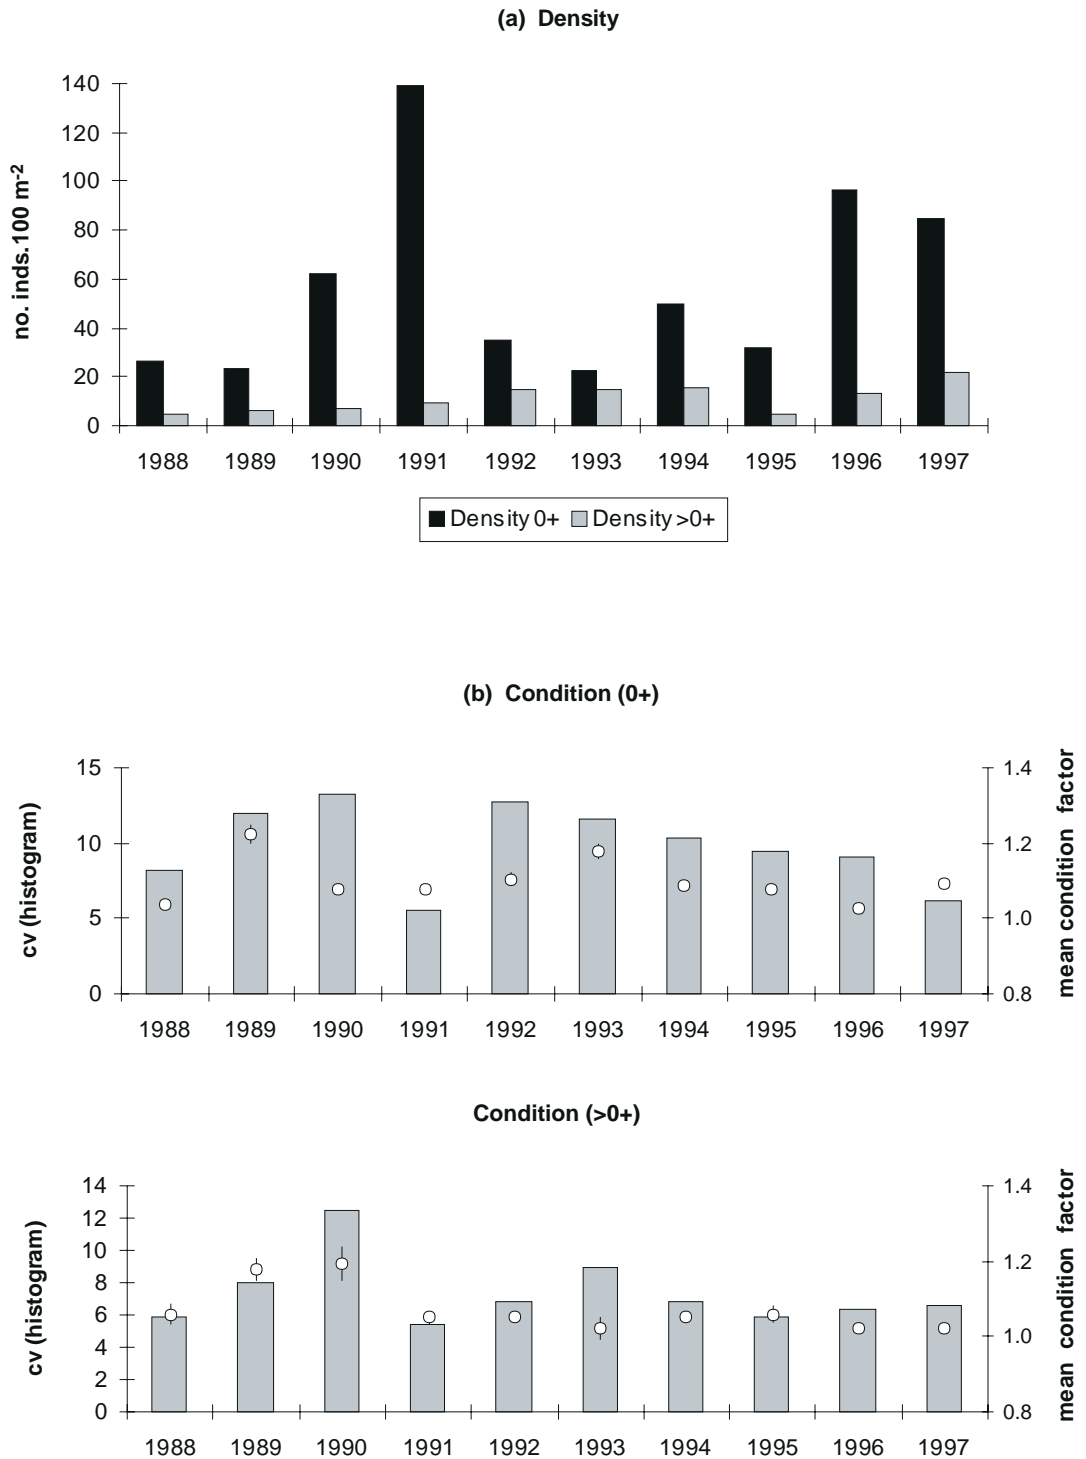 (a) Density
140
120
100
80
60
40
20
0
no. inds.100 m-2
1988 1989 1990 1991 1992 1993 1994 1995 1996 1997
Density 0+ Density >0+
(b) Condition (0+)
15
10
5
0
cv (histogram)
1.4
1.2
1.0
0.8
mean condition factor
1988 1989 1990 1991 1992 1993 1994 1995 1996 1997
Condition (>0+)
14
12
10
8
6
4
2
0
cv (histogram)
1.4
1.2
1.0
0.8
mean condition factor
1988 1989 1990 1991 1992 1993 1994 1995 1996 1997